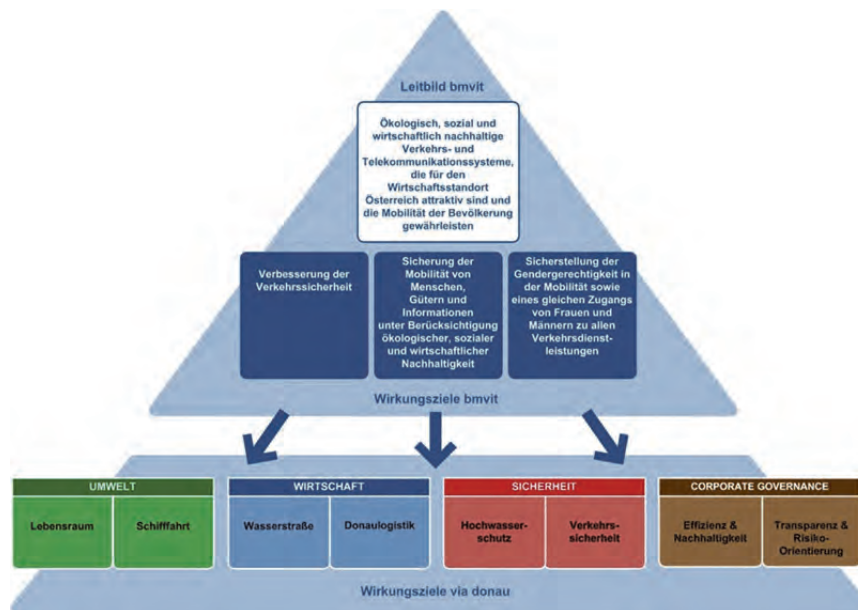 Leitbild bmvit
Ökologisch, sozial und
wirtschaftlich nachhaltige
Verkehrs- und
Telekommunikationssysteme,
die für den
Wirtschaftsstandort
Österreich attraktiv sind und
die Mobilität der Bevölkerung
gewährleisten
Verbesserung der
Verkehrssicherheit
Sicherung der
Mobilität von
Menschen,
Gütern und
Informationen
unter Berücksichtigung
ökologischer, sozialer
und wirtschaftlicher
Nachhaltigkeit
Sicherstellung der
Gendergerechtigkeit in
der Mobilität sowie
eines gleichen Zugangs
von Frauen und
Männern zu allen
Verkehrsdienst-
leistungen
Wirkungsziele bmvit
UMWELT
Lebensraum
Schifffahrt
WIRTSCHAFT
Wasserstraße
Donaulogistik
SICHERHEIT
Hochwasser-
schutz
Verkehrs-
sicherheit
CORPORATE GOVERNANCE
Effizienz &
Nachhaltigkeit
Transparenz &
Risiko-
Orientierung
Wirkungsziele via donau